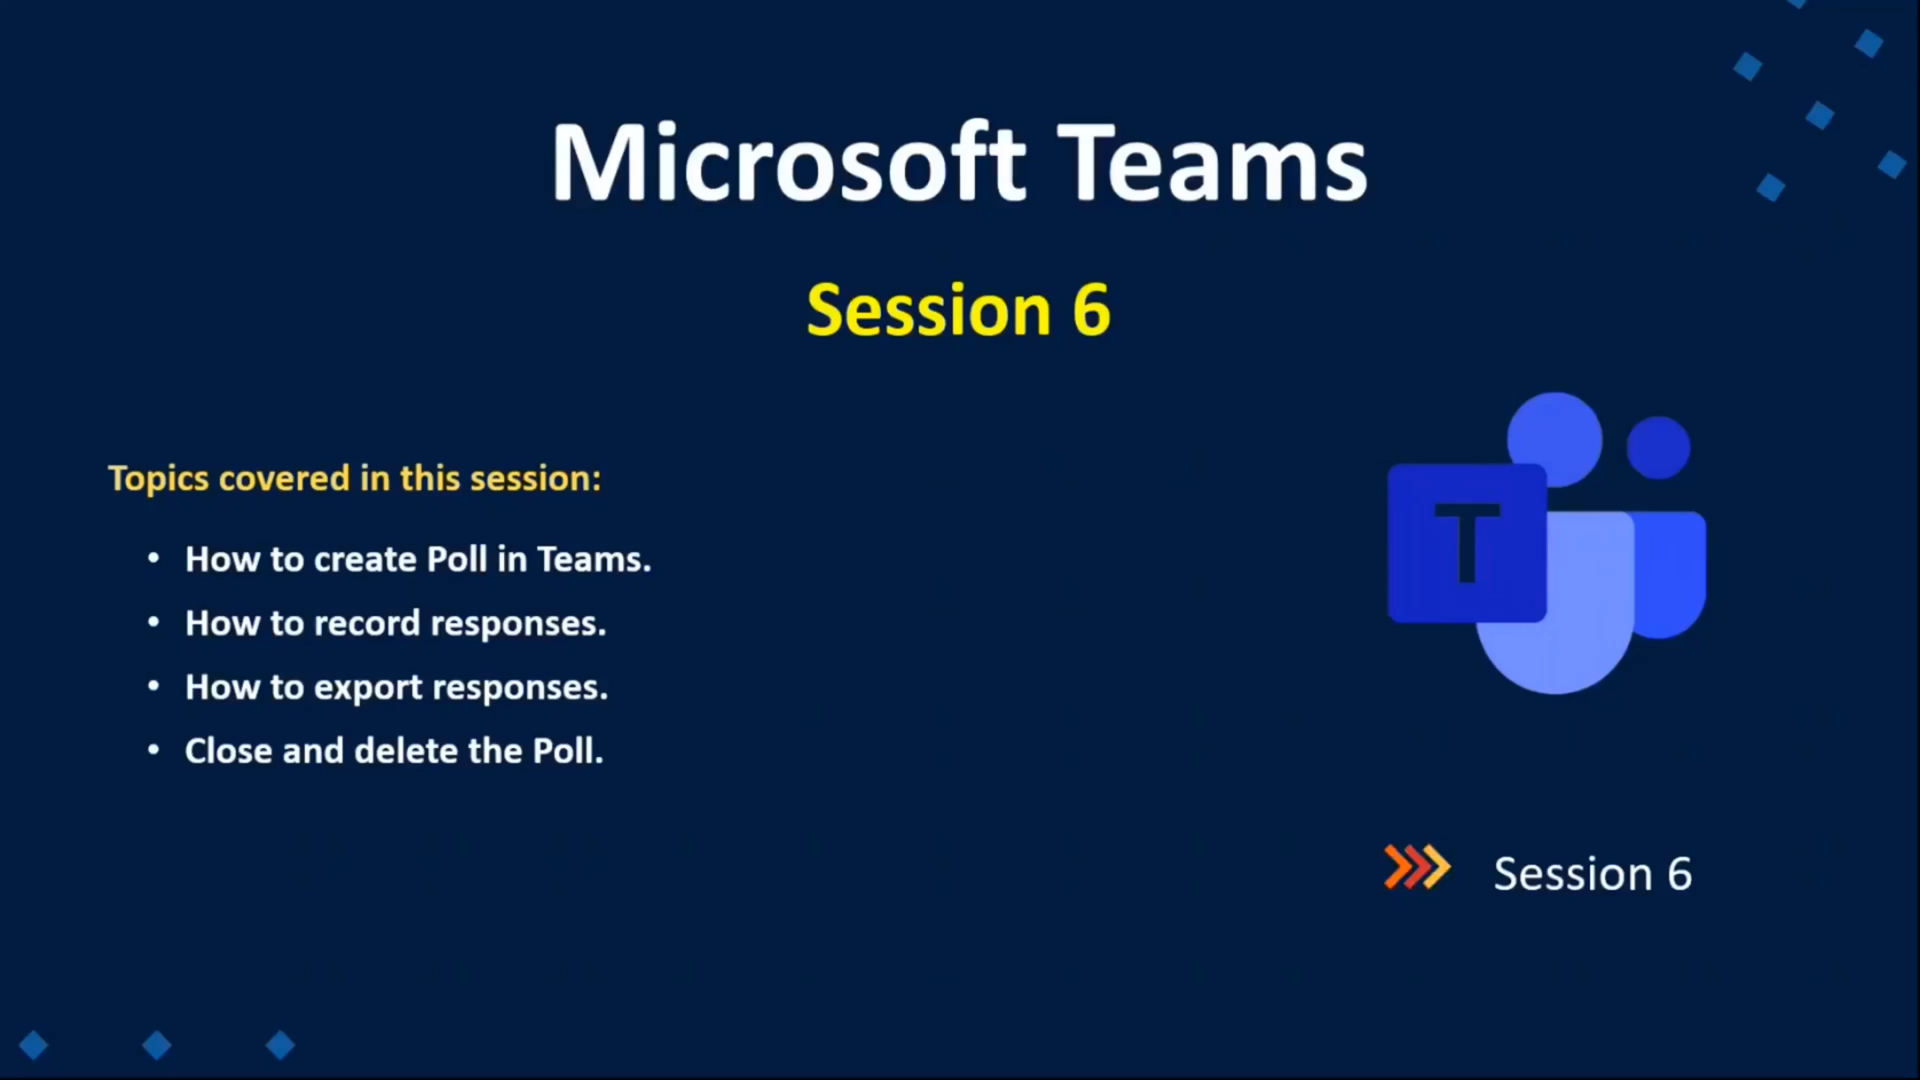 Microsoft Teams
Session 6
Topics covered in this session:
• How to create Poll in Teams.
• How to record responses.
• How to export responses.
• Close and delete the Poll.
T
Session 6